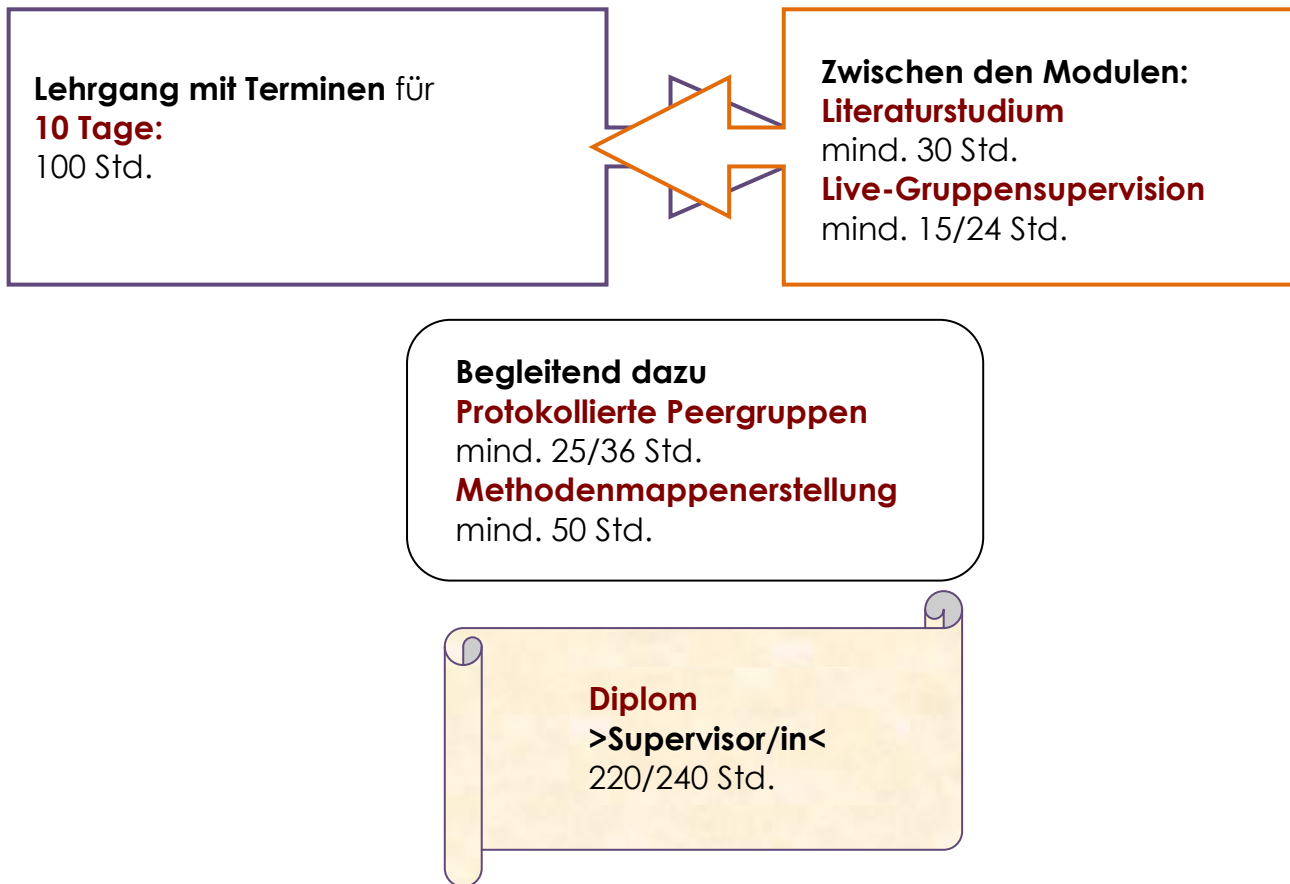 Lehrgang mit Terminen für
10 Tage:
100 Std.
Zwischen den Modulen:
Literaturstudium
mind. 30 Std.
Live-Gruppensupervision
mind. 15/24 Std.
Begleitend dazu
Protokollierte Peergruppen
mind. 25/36 Std.
Methodenmappenerstellung
mind. 50 Std.
Diplom
>Supervisor/in<
220/240 Std.